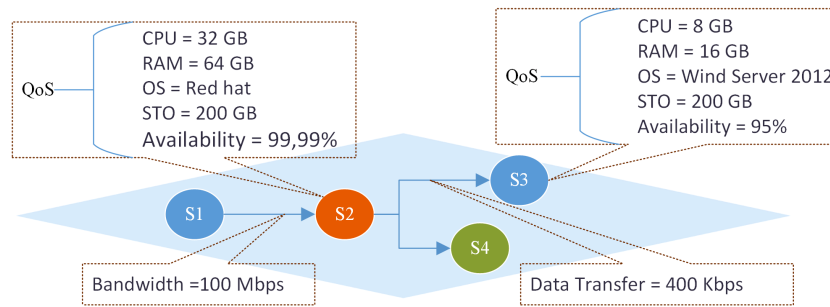 QoS
CPU = 32 GB
RAM = 64 GB
OS = Red hat
STO = 200 GB
Availability = 99,99%
QoS
CPU = 8 GB
RAM = 16 GB
OS = Wind Server 2012
STO = 200 GB
Availability = 95%
S1
S2
S3
S4
Bandwidth =100 Mbps
Data Transfer = 400 Kbps